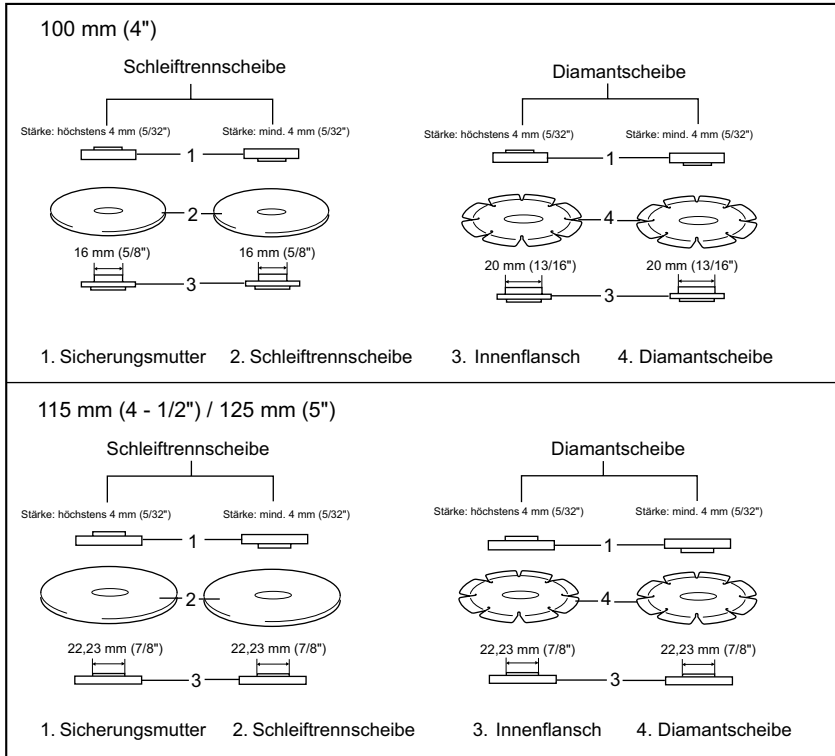 100 mm (4")
Schleiftrennscheibe
Diamantscheibe
Stärke: höchstens 4 mm (5/32") Stärke: mind. 4 mm (5/32")
Stärke: höchstens 4 mm (5/32") Stärke: mind. 4 mm (5/32")
1
1
2
4
16 mm (5/8") 16 mm (5/8")
20 mm (13/16") 20 mm (13/16")
3
3
1. Sicherungsmutter 2. Schleiftrennscheibe 3. Innenflansch 4. Diamantscheibe
115 mm (4 - 1/2") / 125 mm (5")
Schleiftrennscheibe
Diamantscheibe
Stärke: höchstens 4 mm (5/32") Stärke: mind. 4 mm (5/32")
Stärke: höchstens 4 mm (5/32") Stärke: mind. 4 mm (5/32")
1
1
2
4
22,23 mm (7/8") 22,23 mm (7/8")
22,23 mm (7/8") 22,23 mm (7/8")
3
3
1. Sicherungsmutter 2. Schleiftrennscheibe 3. Innenflansch 4. Diamantscheibe